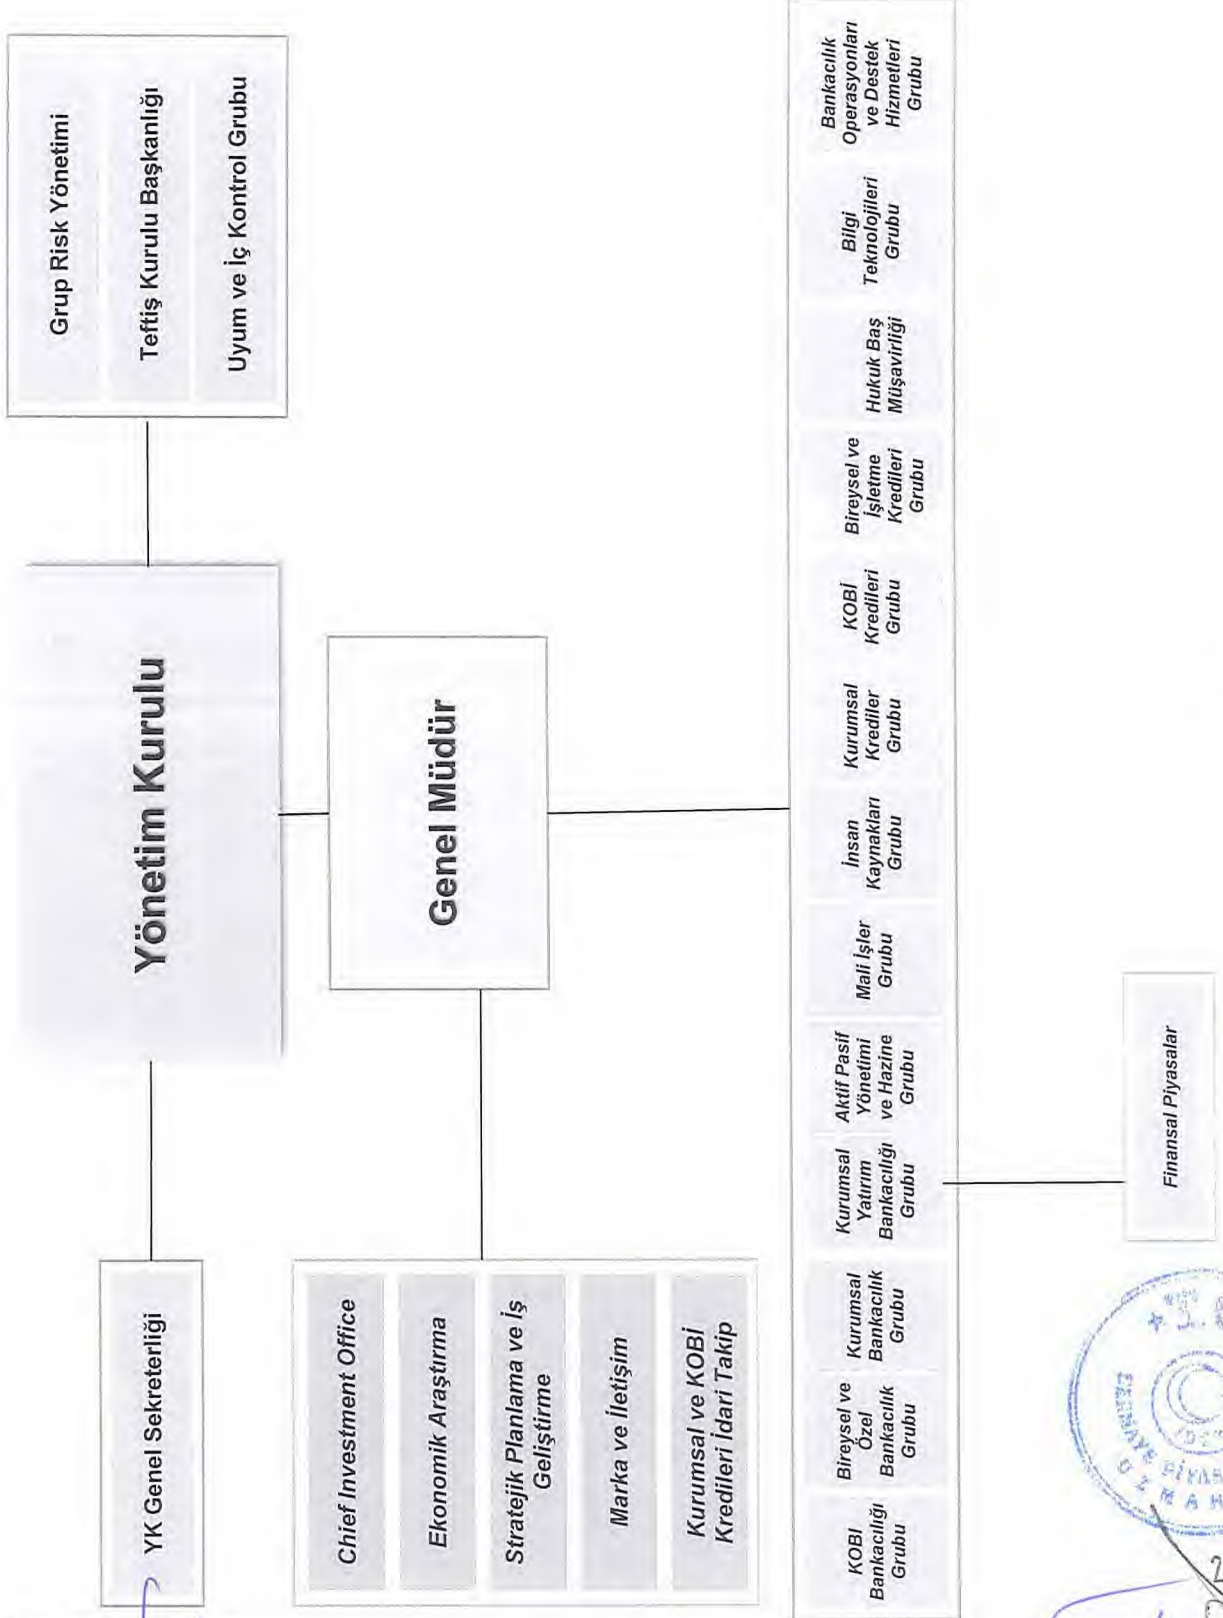 Yönetim Kurulu
YK Genel Sekreterliği
Grup Risk Yönetimi
Teftiş Kurulu Başkanlığı
Uyum ve İç Kontrol Grubu
Genel Müdür
Chief Investment Office
Ekonomik Araştırma
Stratejik Planlama ve İş
Geliştirme
Marka ve İletişim
Kurumsal ve KOBİ
Kredileri İdari Takip
KOBİ
Bankacılığı
Grubu
Bireysel ve
Özel
Bankacılık
Grubu
Kurumsal
Bankacılık
Grubu
Kurumsal
Yatırım
Bankacılığı
Grubu
Aktif Pasif
Yönetimi
ve Hazine
Grubu
Mali İşler
Grubu
İnsan
Kaynakları
Grubu
Kurumsal
Krediler
Grubu
KOBİ
Kredileri
Grubu
Bireysel ve
İşletme
Kredileri
Grubu
Hukuk Baş
Müşavirliği
Bilgi
Teknolojileri
Grubu
Bankacılık
Operasyonları
ve Destek
Hizmetleri
Grubu
Finansal Piyasalar